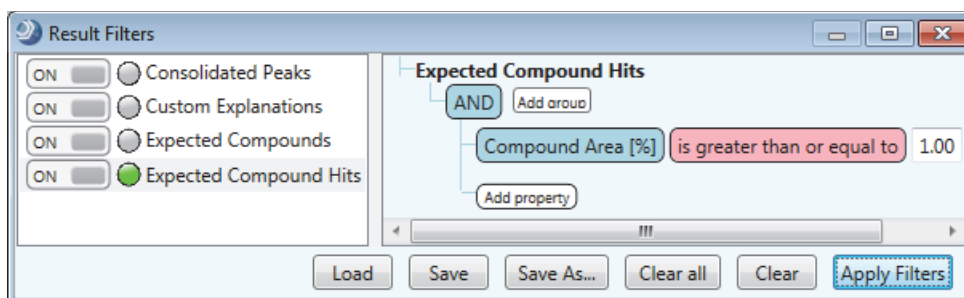 Result Filters
ON Consolidated Peaks
ON Custom Explanations
ON Expected Compounds
ON Expected Compound Hits
Expected Compound Hits
AND Add group
Compound Area [%] is greater than or equal to 1.00
Add property
Load Save Save As... Clear all Clear Apply Filters